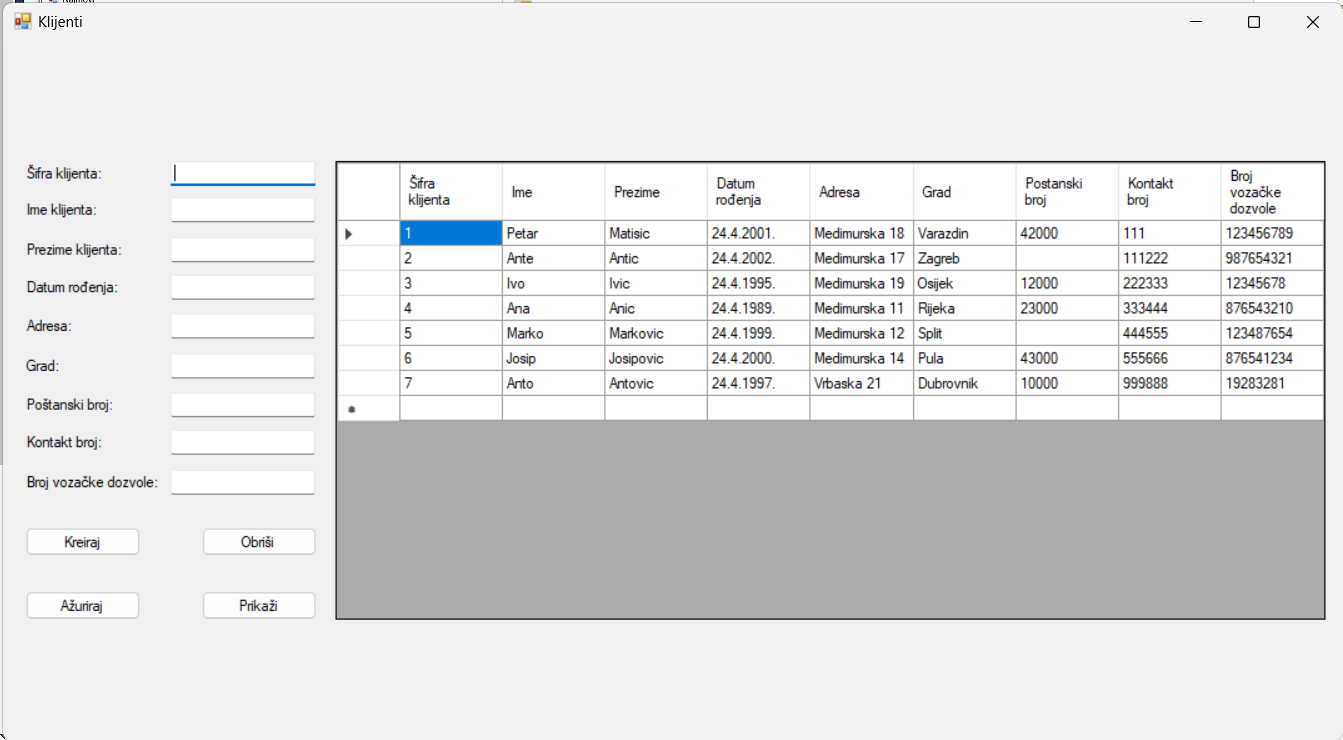 Klijenti
Šifra klijenta:
Ime klijenta:
Prezime klijenta:
Datum rođenja:
Adresa:
Grad:
Poštanski broj:
Kontakt broj:
Broj vozačke dozvole:
Kreiraj Obriši
Ažuriraj Prikaži
Šifra klijenta Ime Prezime Datum rođenja Adresa Grad Postanski broj Kontakt broj Broj vozačke dozvole
1 Petar Matisic 24.4.2001. Medimurska 18 Varazdin 42000 111 123456789
2 Ante Antic 24.4.2002. Medimurska 17 Zagreb 111222 987654321
3 Ivo Ivic 24.4.1995. Medimurska 19 Osijek 12000 222333 12345678
4 Ana Anic 24.4.1989. Medimurska 11 Rijeka 23000 333444 876543210
5 Marko Markovic 24.4.1999. Medimurska 12 Split 444555 123487654
6 Josip Josipovic 24.4.2000. Medimurska 14 Pula 43000 555666 876541234
7 Anto Antovic 24.4.1997. Vrbaska 21 Dubrovnik 10000 999888 19283281